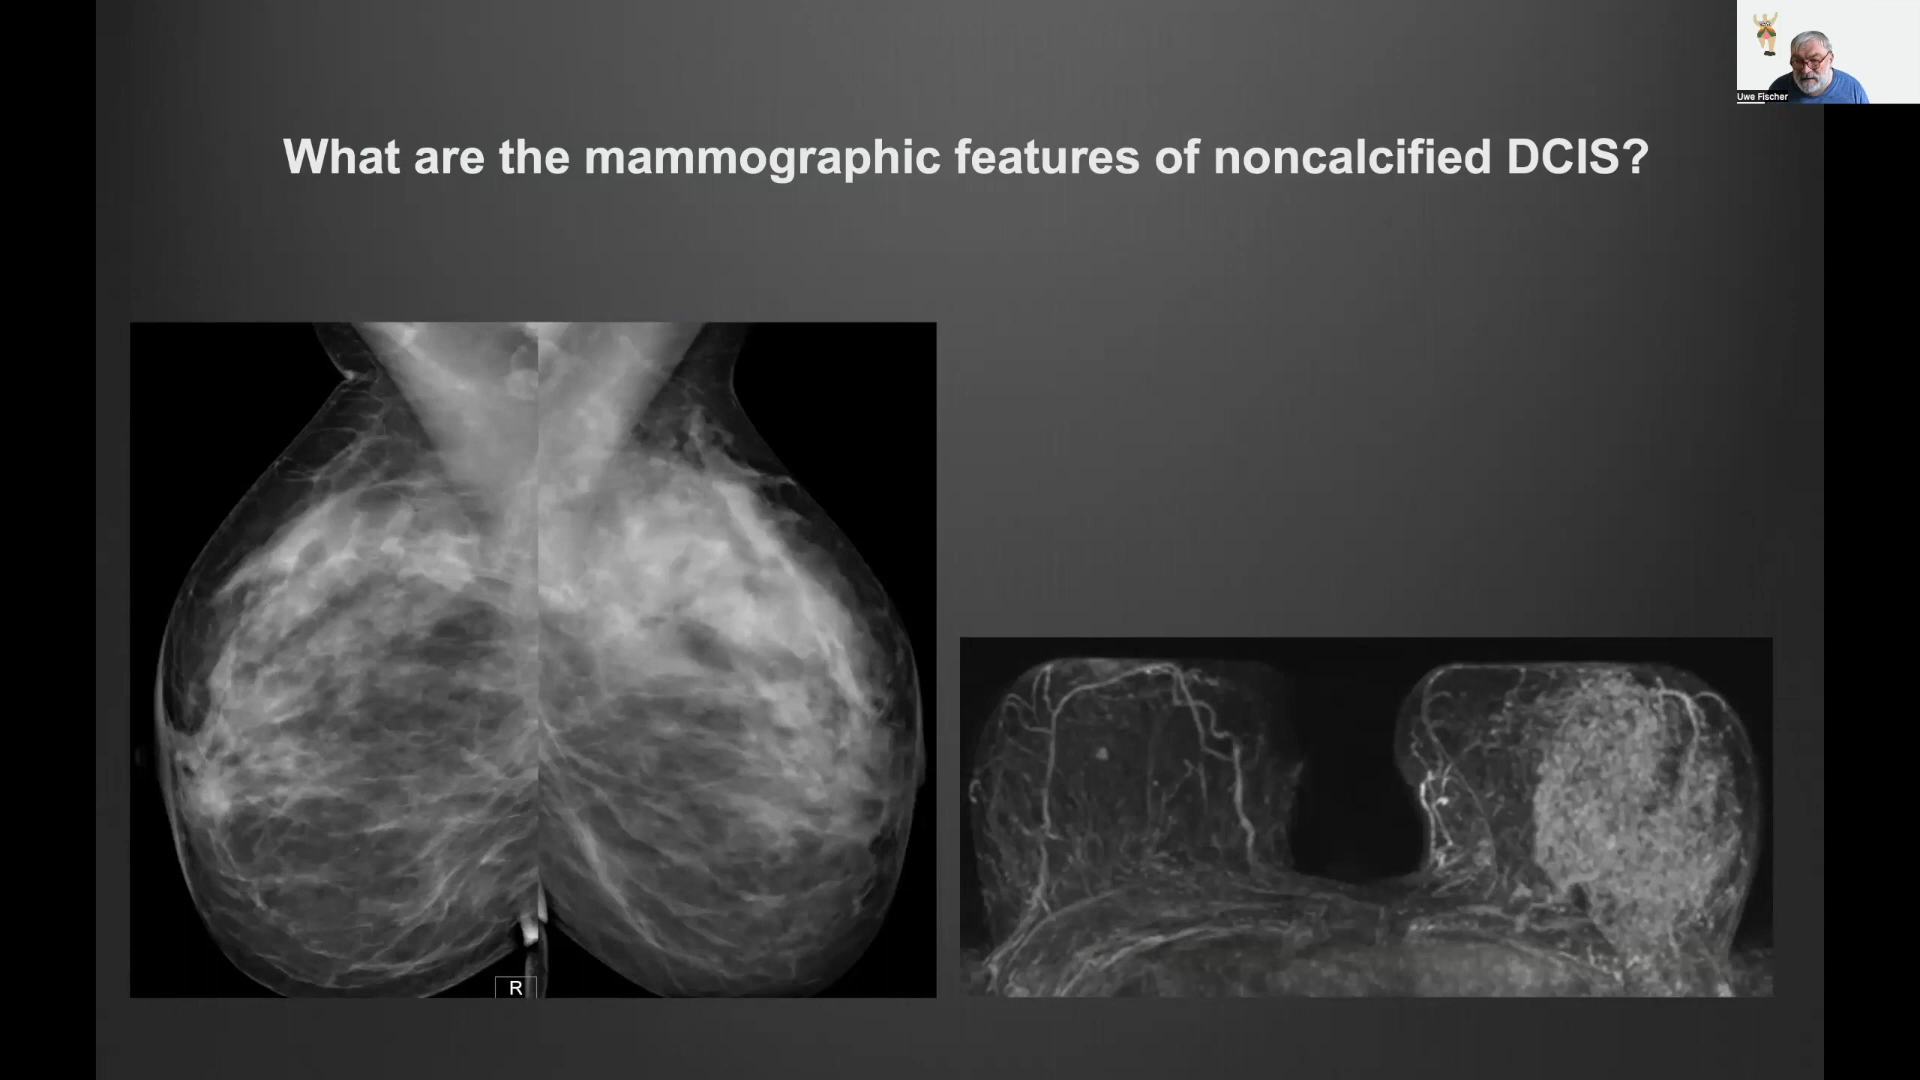 Uwe Fischer
What are the mammographic features of noncalcified DCIS?
R